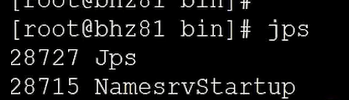 [root@bhz81 bin]#
[root@bhz81 bin]# jps
28727 Jps
28715 NamesrvStartup